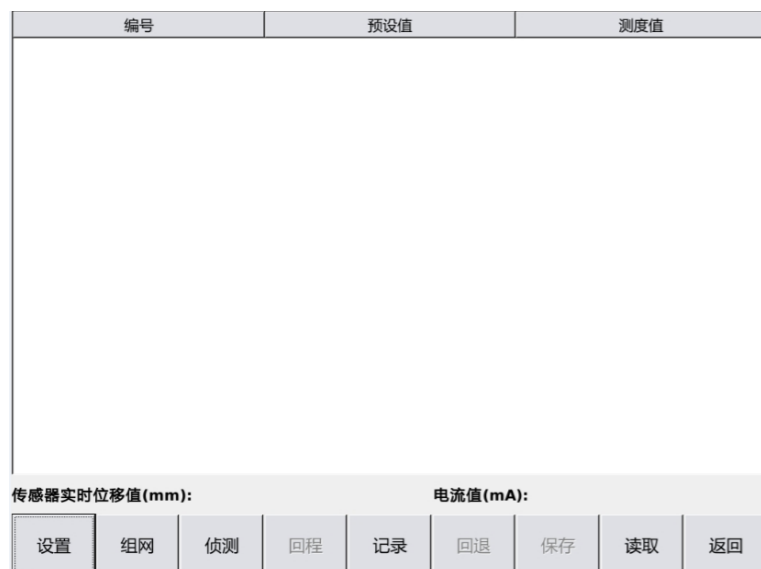 编号 预设值 测度值
传感器实时位移值(mm): 电流值(mA):
设置 组网 侦测 回程 记录 回退 保存 读取 返回